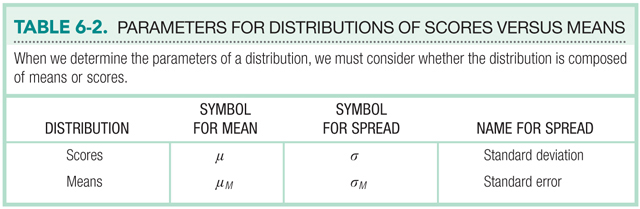 TABLE 6-2. PARAMETERS FOR DISTRIBUTIONS OF SCORES VERSUS MEANS
When we determine the parameters of a distribution, we must consider whether the distribution is composed
of means or scores.
SYMBOL SYMBOL
DISTRIBUTION FOR MEAN FOR SPREAD NAME FOR SPREAD
Scores μ σ Standard deviation
Means μM σM Standard error